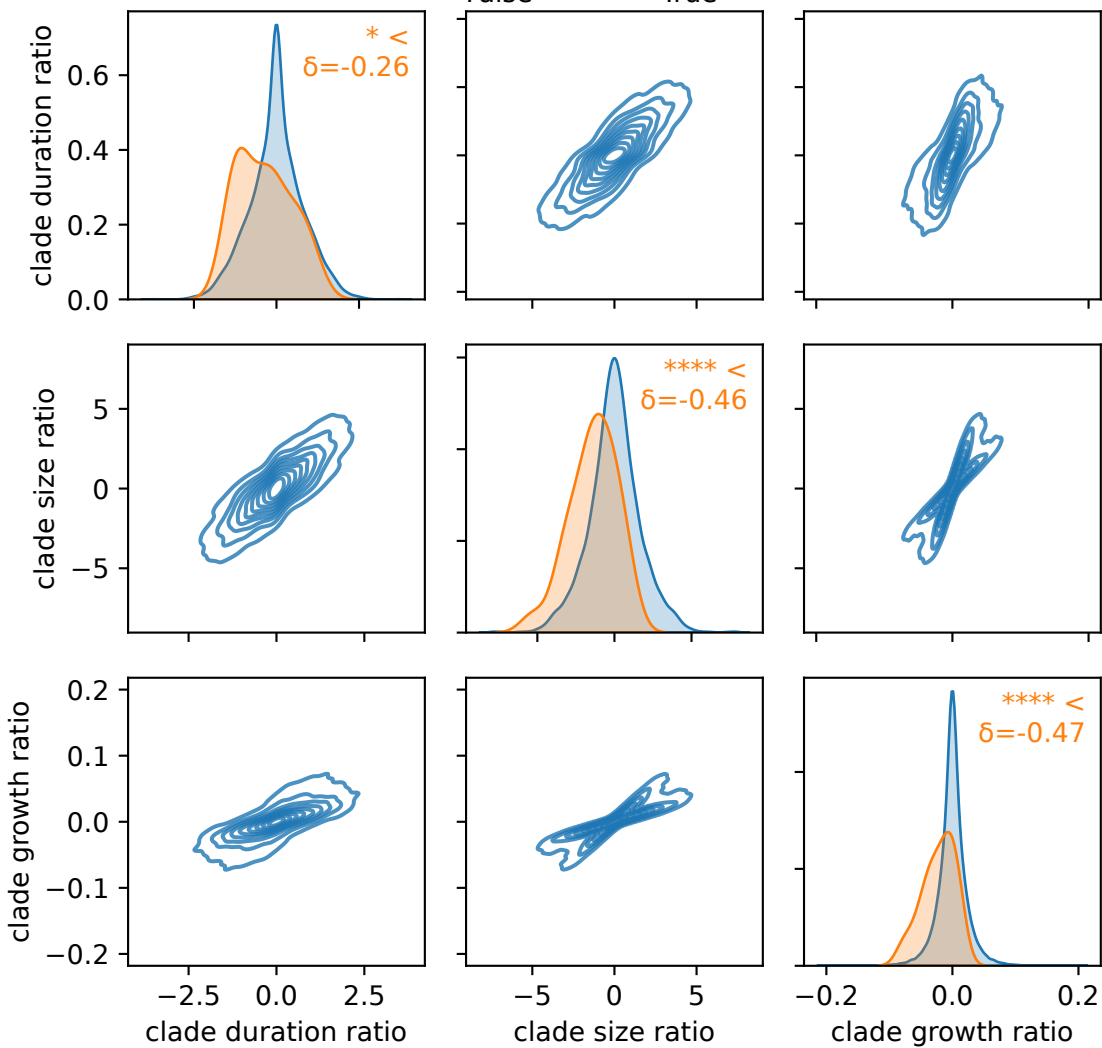 clade duration ratio
0.6
0.4
0.2
0.0
* <
δ=-0.26
clade size ratio
5
0
−5
**** <
δ=-0.46
clade growth ratio
0.2
0.1
0.0
−0.1
−0.2
**** <
δ=-0.47
−2.5 0.0 2.5
−5 0 5
−0.2 0.0 0.2
clade duration ratio
clade size ratio
clade growth ratio